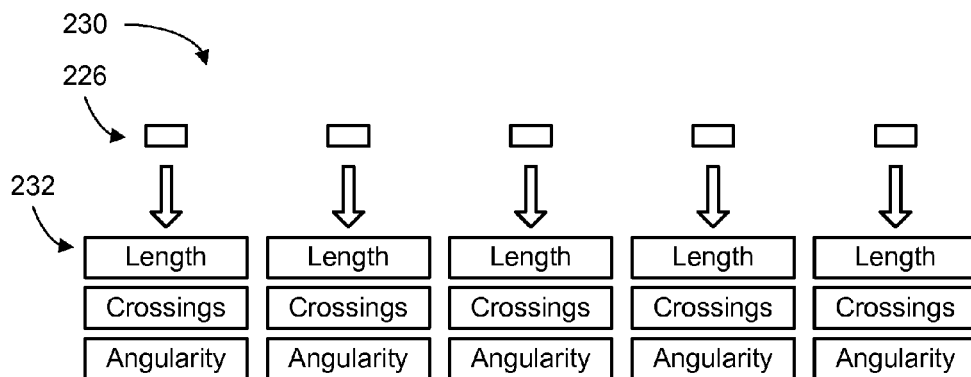 230
226
232
Length Length Length Length Length
Crossings Crossings Crossings Crossings Crossings
Angularity Angularity Angularity Angularity Angularity